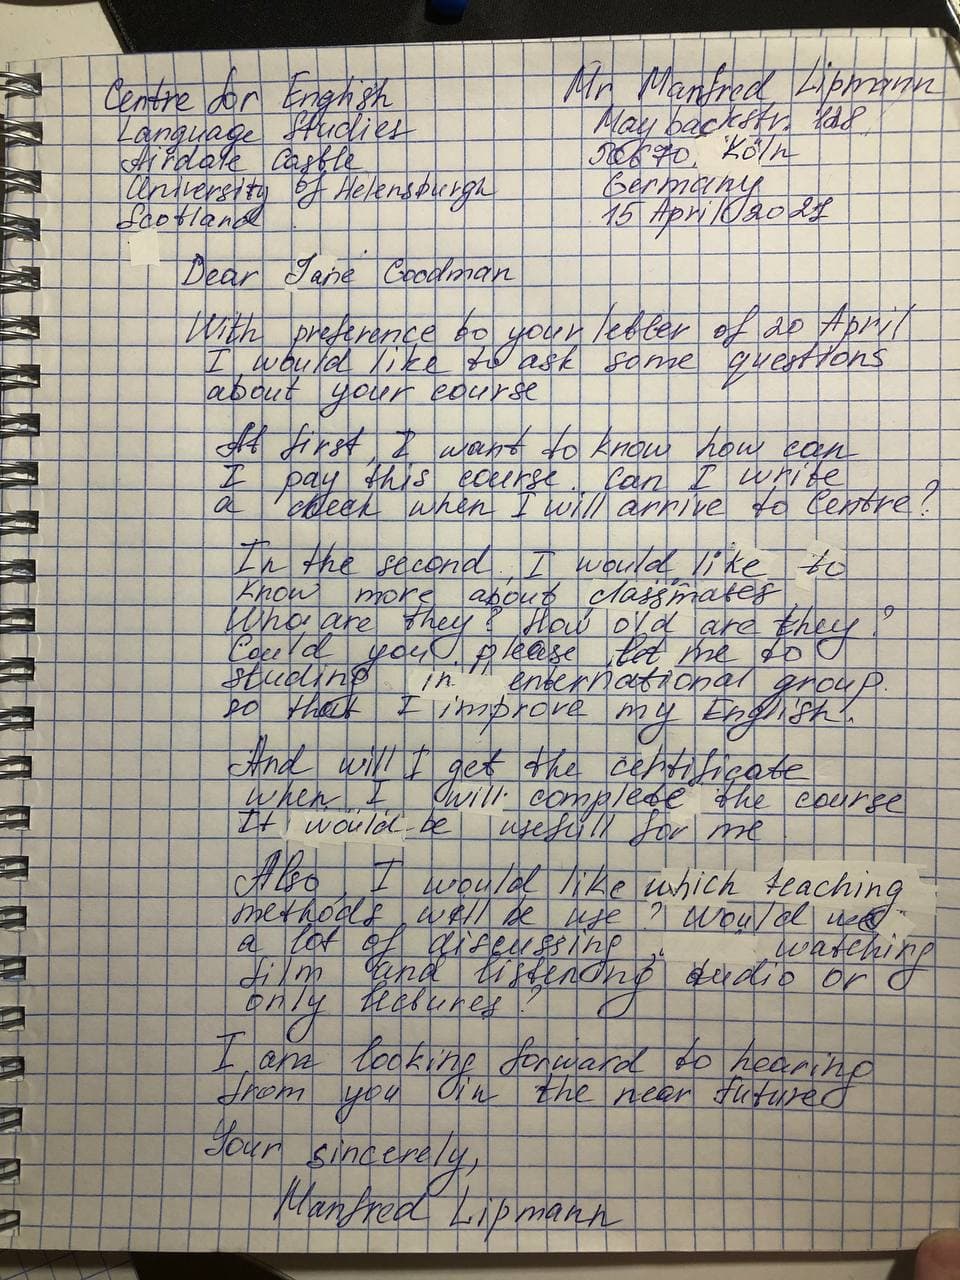 Centre for English
Language Studies
Airdale Castle
University of Helensburgh
Scotland
Mr Manfred Lipmann
Maybackstr. 128
50670. Köln
Germany
15 April 2021
Dear Jane Goodman
With preference to your letter of 20 April
I would like to ask some questions
about your course
At first, I want to know how can
I pay this course. Can I write
a check when I will arrive to Centre?
In the second, I would like to
know more about classmates
Who are they? How old are they?
Could you please let me to
studing in enternational group.
so that I improve my English.
And will I get the certificate
when I will complete the course
It would be usefull for me
Also, I would like which teaching
methods will be use? Would
a lot of discussing, watching
film and listening audio or
only lectures?
I am looking forward to hearing
from you in the near future
Your sincerely,
Manfred Lipmann